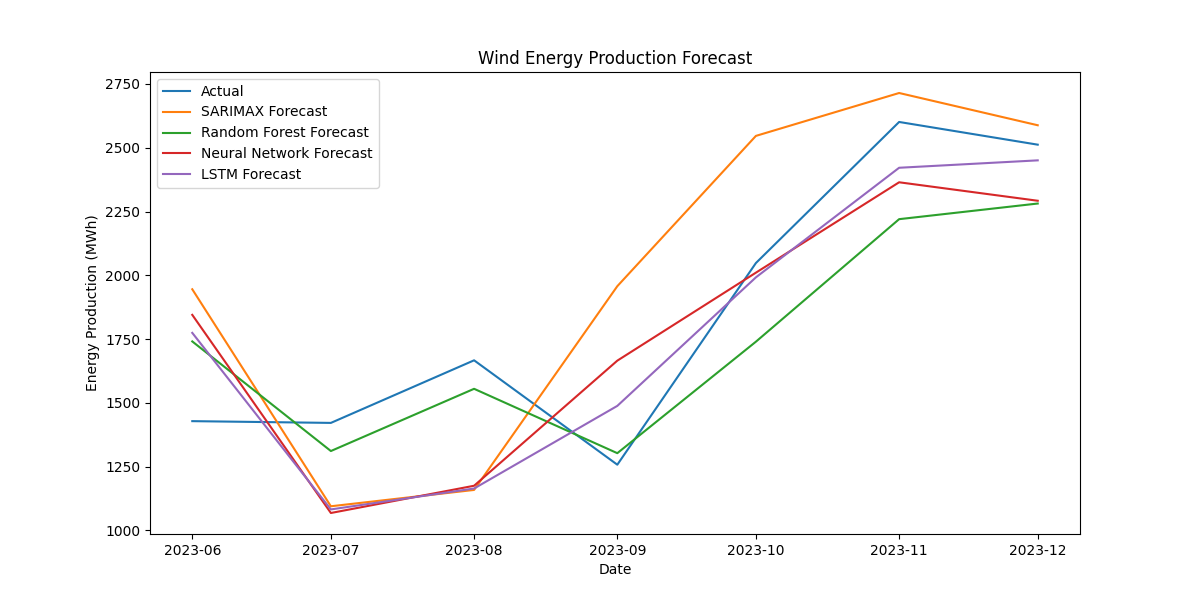 Wind Energy Production Forecast
Actual
SARIMAX Forecast
Random Forest Forecast
Neural Network Forecast
LSTM Forecast
Energy Production (MWh)
2750
2500
2250
2000
1750
1500
1250
1000
2023-06 2023-07 2023-08 2023-09 2023-10 2023-11 2023-12
Date